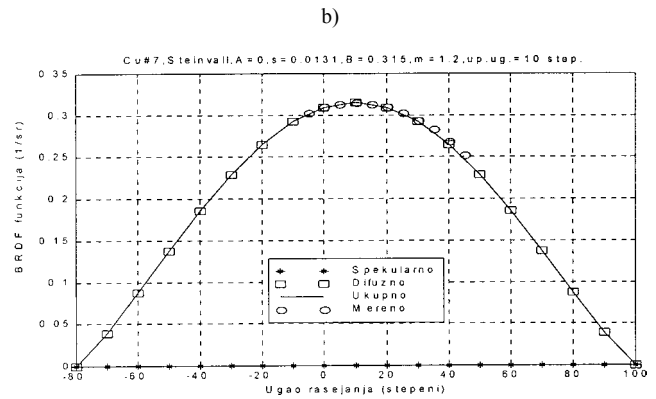 b)
Cu#7,Steinvall,A=0,s=0.0131,B=0.315,m=1.2,up.ug.=10 step.
BRDF funkcija (1/sr)
0.35
0.3
0.25
0.2
0.15
0.1
0.05
0
Spekularno
Difuzno
Ukupno
Mereno
-80 -60 -40 -20 0 20 40 60 80 100
Ugao rasejanja (stepeni)